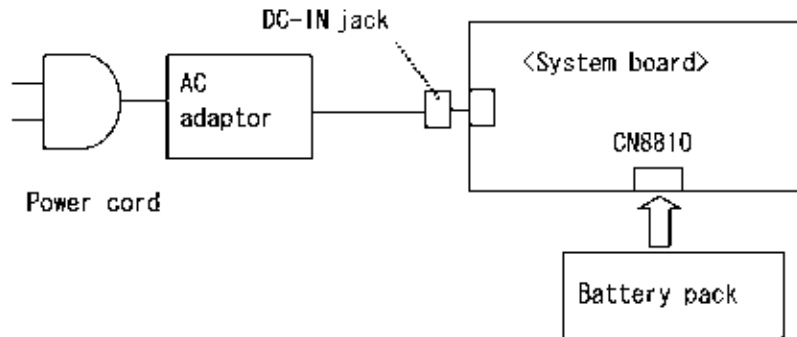 DC-IN jack
<System board>
AC
adaptor
CN8810
Power cord
Battery pack